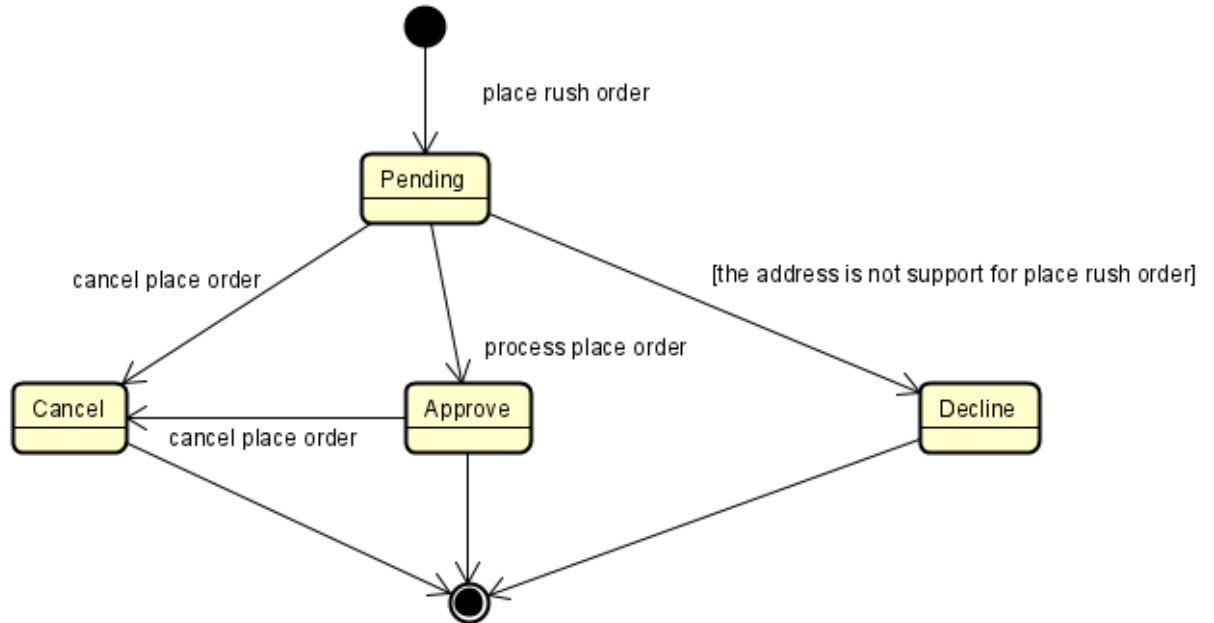 place rush order
Pending
cancel place order
[the address is not support for place rush order]
process place order
Cancel
Approve
Decline
cancel place order